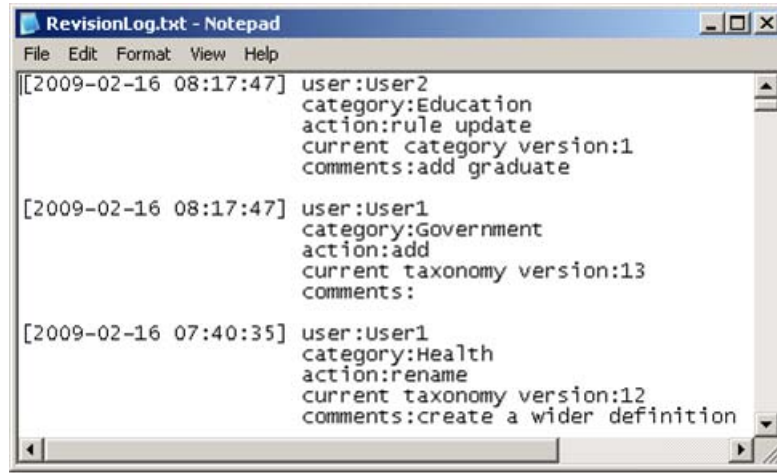 RevisionLog.txt - Notepad
File Edit Format View Help
[2009-02-16 08:17:47] user:User2
category:Education
action:rule update
current category version:1
comments:add graduate
[2009-02-16 08:17:47] user:User1
category:Government
action:add
current taxonomy version:13
comments:
[2009-02-16 07:40:35] user:User1
category:Health
action:rename
current taxonomy version:12
comments:create a wider definition